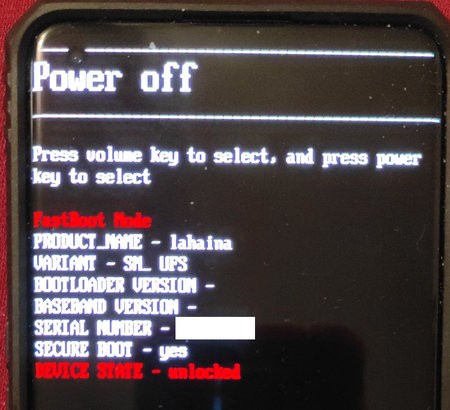 Power off
Press volume key to select, and press power
key to select
FastBoot Mode
PRODUCT_NAME - lahaina
VARIANT - SM_ UFS
BOOTLOADER VERSION -
BASEBAND VERSION -
SERIAL NUMBER -
SECURE BOOT - yes
DEVICE STATE - unlocked